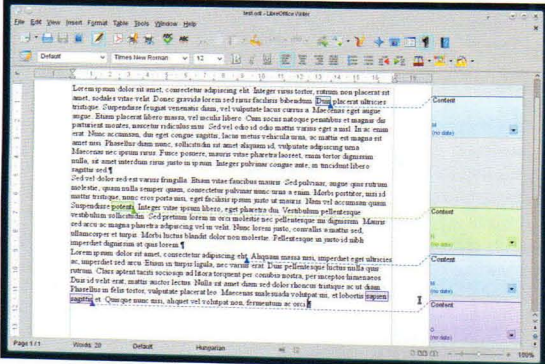 test.odt - LibreOffice Writer
File Edit View Insert Format Table Tools Window Help
Default Times New Roman 12
Lorem ipsum dolor sit amet, consectetur adipiscing elit. Integer risus tortor, rutrum non placerat sit
amet, sodales vitae velit. Donec gravida lorem sed risus facilisis bibendum. Duis placerat ultricies
tristique. Suspendisse feugiat venenatis diam, vel vulputate lacus cursus a. Maecenas eget augue
augue. Etiam placerat libero massa, vel iaculis libero. Cum sociis natoque penatibus et magnis dis
parturient montes, nascetur ridiculus mus. Sed vel odio id odio mattis varius eget a nisl. In ac enim
erat. Nunc accumsan, dui eget congue sagittis, lacus metus vehicula urna, ac mattis est magna sit
amet nisi. Phasellus diam nunc, sollicitudin sit amet aliquam id, vulputate adipiscing urna.
Maecenas nec ipsum risus. Fusce posuere, mauris vitae pharetra laoreet, enim tortor dignissim
nulla, sit amet interdum risus justo in ipsum. Integer pulvinar congue ante, in tincidunt libero
sagittis sed.¶
Sed vel dolor sed est varius fringilla. Etiam vitae faucibus mauris. Sed pulvinar, augue quis rutrum
molestie, quam nulla semper quam, consectetur pulvinar nunc urna a enim. Morbi porttitor, nisi id
mattis tristique, nunc eros porta sem, eget facilisis ipsum justo ut mauris. Nam vel accumsan quam.
Suspendisse potenti. Integer vitae ipsum libero, eget pharetra dui. Vestibulum pellentesque
vestibulum sollicitudin. Sed pretium lorem in orci molestie nec pellentesque mi dignissim. Mauris
sed arcu ac magna pharetra adipiscing vel in velit. Nunc lorem justo, convallis a mattis sed,
ullamcorper et turpis. Morbi luctus blandit dolor non molestie. Pellentesque in justo id nibh
imperdiet dignissim at quis lorem.¶
Lorem ipsum dolor sit amet, consectetur adipiscing elit. Aliquam massa nisi, imperdiet eget ultricies
ac, imperdiet sed arcu. Etiam in turpis ligula, nec varius erat. Duis pellentesque luctus nulla quis
rutrum. Class aptent taciti sociosqu ad litora torquent per conubia nostra, per inceptos himenaeos.
Duis id velit erat, mattis auctor lectus. Nulla sit amet diam sed dolor rhoncus tristique ac ut diam.
Phasellus in felis tortor, vulputate placerat leo. Maecenas malesuada volutpat mi, et lobortis sapien
sagittis et. Quisque nunc nisi, aliquet vel volutpat non, fermentum ac orci.¶
Content
M
(no date)
Content
(no date)
Content
M
(no date)
Content
(no date)
Page 1 / 1 Words: 20 Default Hungarian 100%